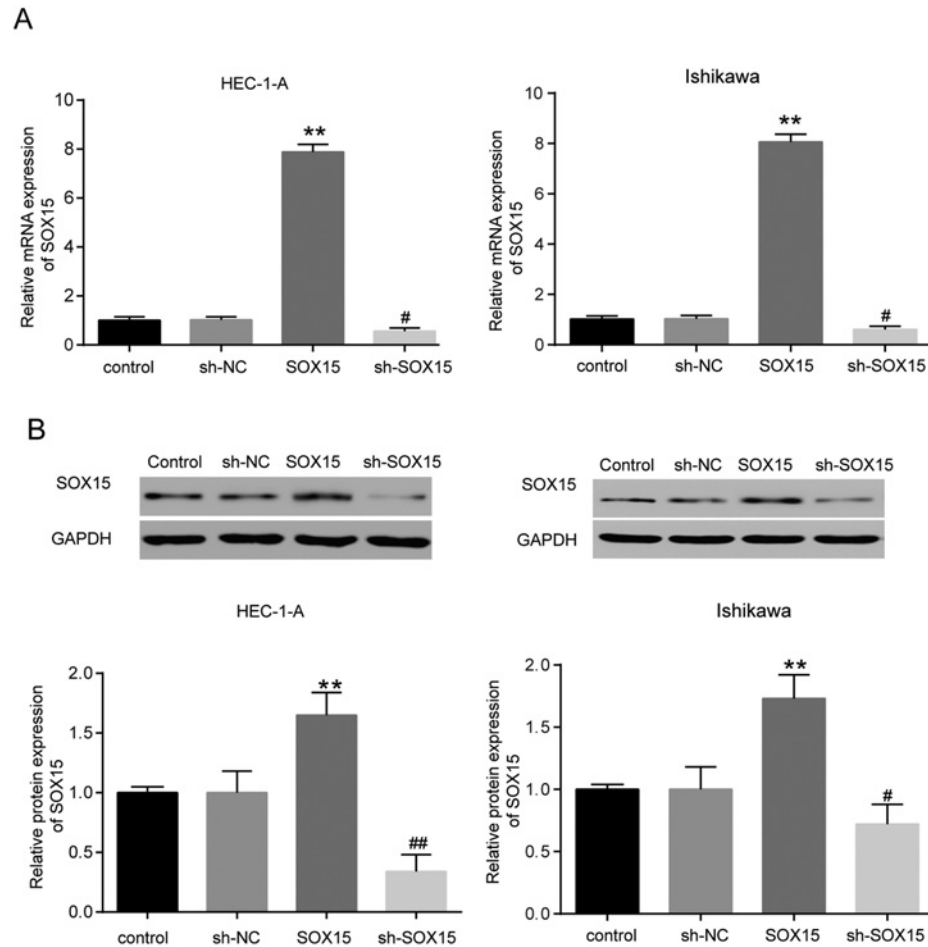 A
HEC-1-A
Relative mRNA expression
of SOX15
10
8
6
4
2
0
**
#
control sh-NC SOX15 sh-SOX15
Ishikawa
Relative mRNA expression
of SOX15
10
8
6
4
2
0
**
#
control sh-NC SOX15 sh-SOX15
B
Control sh-NC SOX15 sh-SOX15
SOX15
GAPDH
Control sh-NC SOX15 sh-SOX15
SOX15
GAPDH
HEC-1-A
Relative protein expression
of SOX15
2.0
1.5
1.0
0.5
0.0
**
##
control sh-NC SOX15 sh-SOX15
Ishikawa
Relative protein expression
of SOX15
2.0
1.5
1.0
0.5
0.0
**
#
control sh-NC SOX15 sh-SOX15